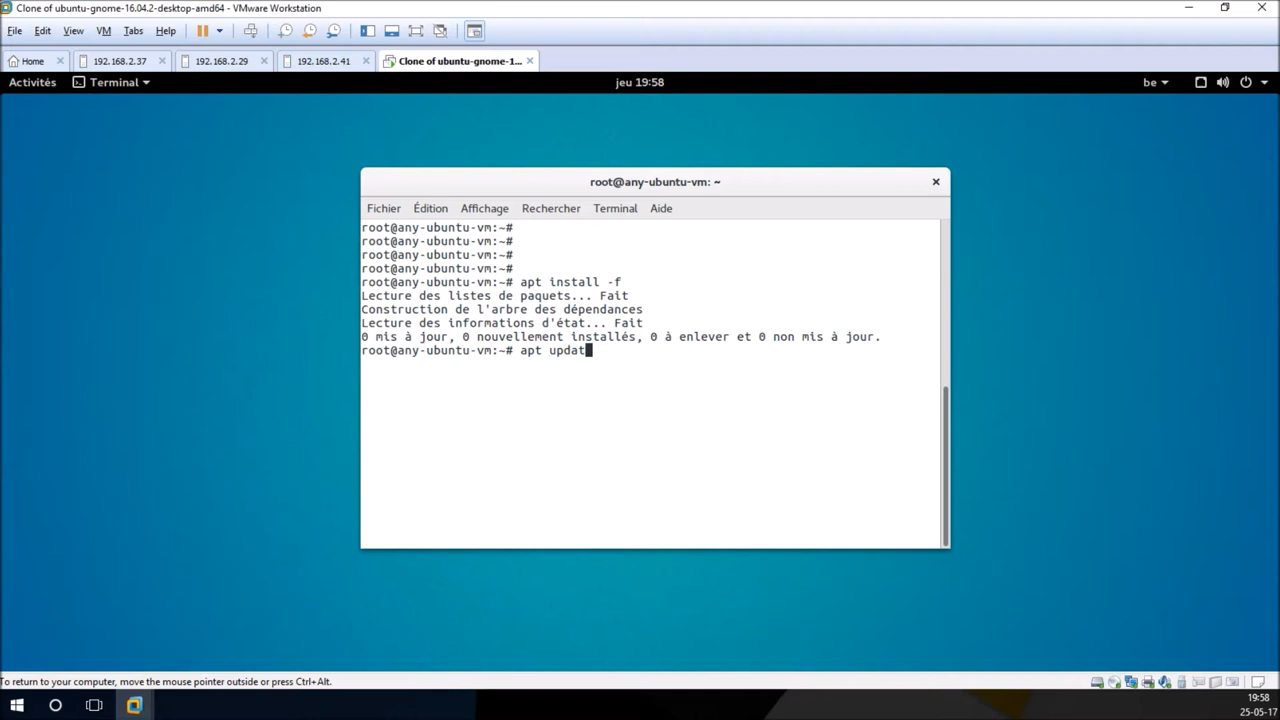 Clone of ubuntu-gnome-16.04.2-desktop-amd64 - VMware Workstation
File Edit View VM Tabs Help
Home 192.168.2.37 192.168.2.29 192.168.2.41 Clone of ubuntu-gnome-1...
Activités Terminal jeu 19:58 be
root@any-ubuntu-vm: ~
Fichier Édition Affichage Rechercher Terminal Aide
root@any-ubuntu-vm:~#
root@any-ubuntu-vm:~#
root@any-ubuntu-vm:~#
root@any-ubuntu-vm:~#
root@any-ubuntu-vm:~# apt install -f
Lecture des listes de paquets... Fait
Construction de l'arbre des dépendances
Lecture des informations d'état... Fait
0 mis à jour, 0 nouvellement installés, 0 à enlever et 0 non mis à jour.
root@any-ubuntu-vm:~# apt updat
To return to your computer, move the mouse pointer outside or press Ctrl+Alt.
19:58
25-05-17